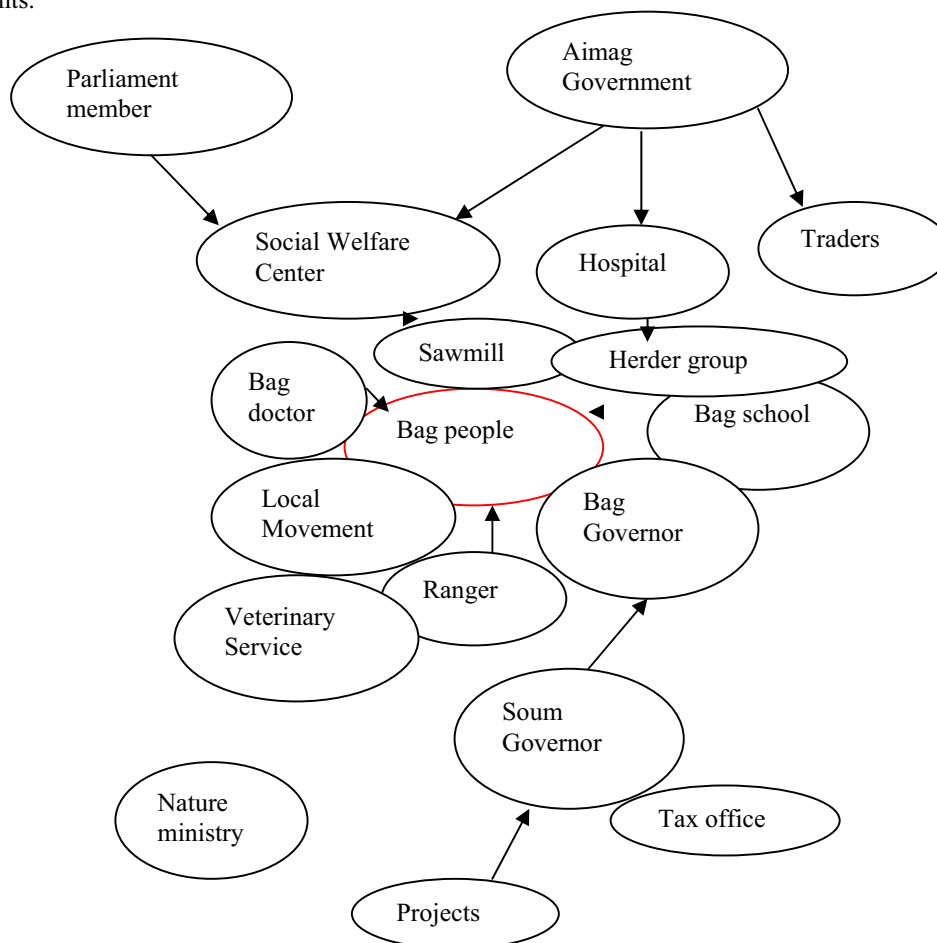 Parliament
member
Aimag
Government
Social Welfare
Center
Hospital
Traders
Sawmill
Herder group
Bag
doctor
Bag people
Bag school
Local
Movement
Bag
Governor
Ranger
Veterinary
Service
Soum
Governor
Nature
ministry
Tax office
Projects